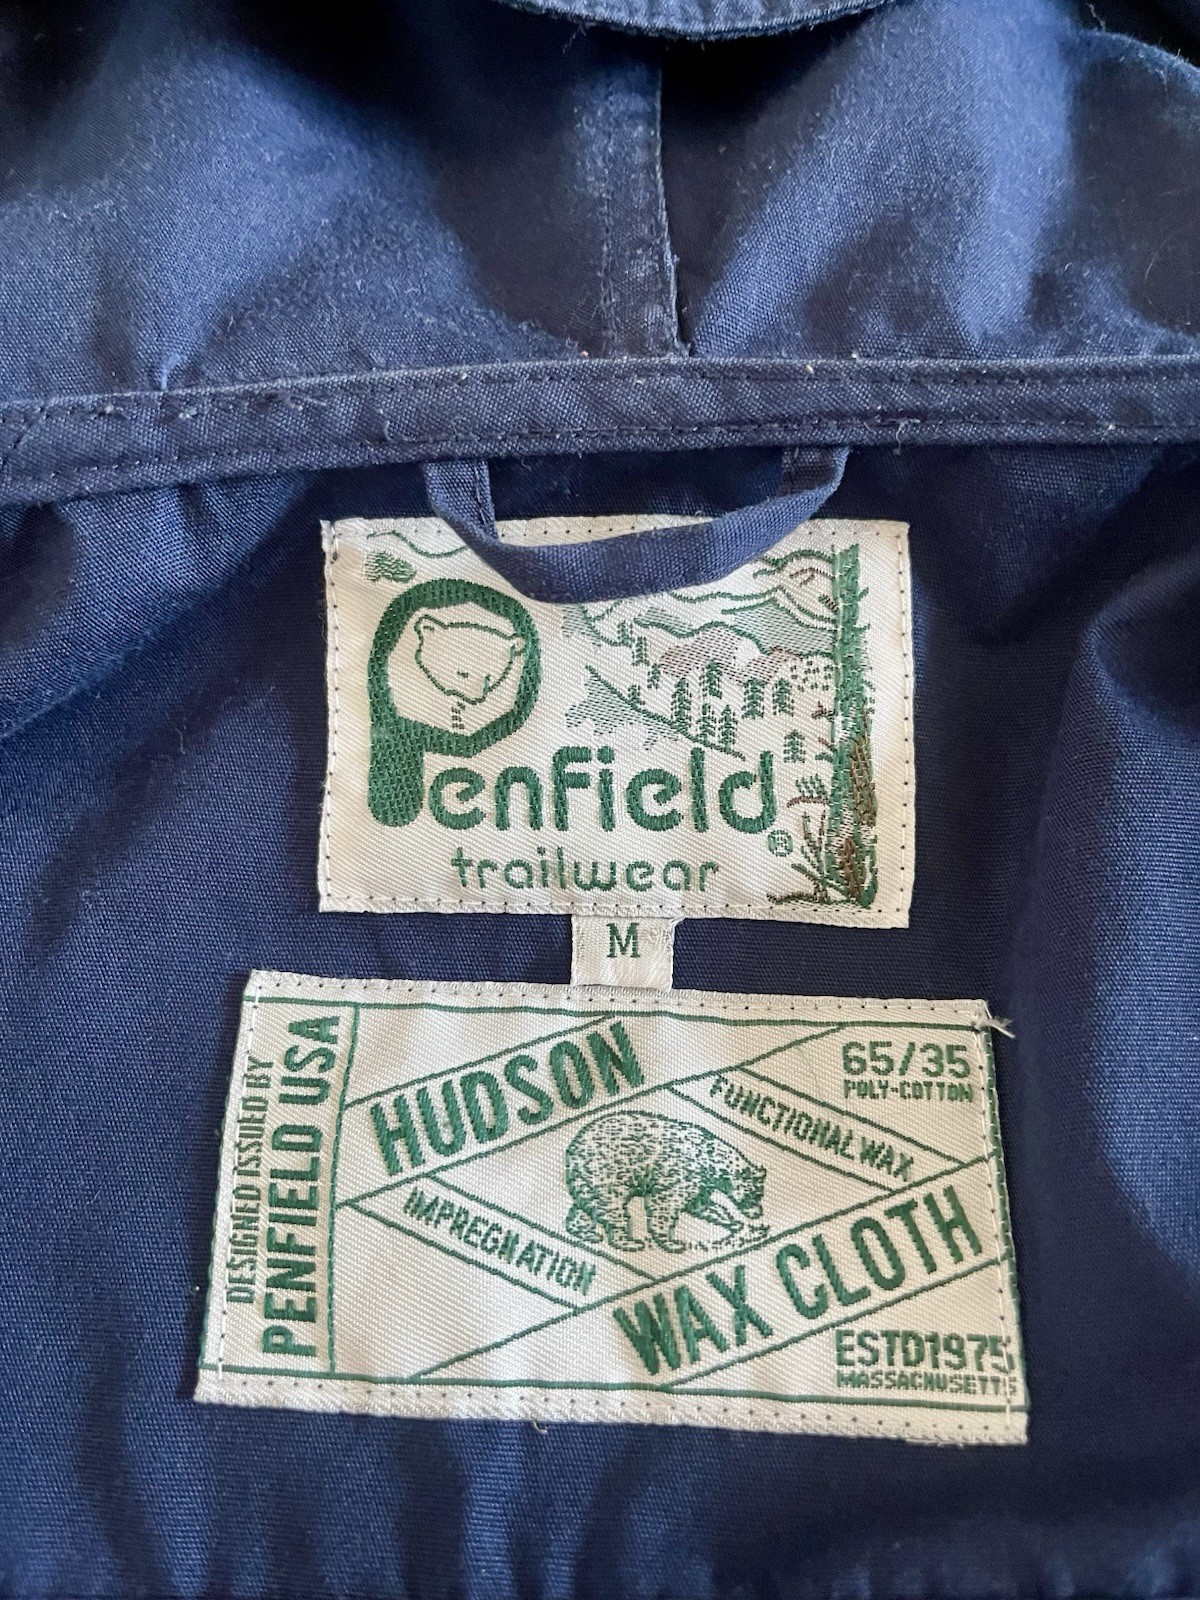 Penfield®
trailwear
M
DESIGNED ISSUED BY
PENFIELD USA
HUDSON
65/35
POLY-COTTON
FUNCTIONAL WAX
IMPREGNATION
WAX CLOTH
ESTD1975
MASSACHUSETTS